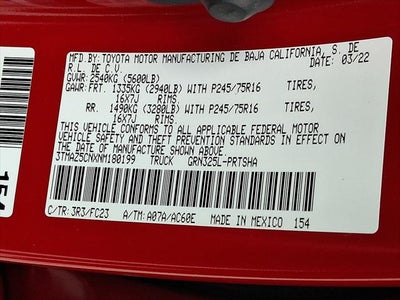 MFD.BY:TOYOTA MOTOR MANUFACTURING DE BAJA CALIFORNIA, S. DE
R.L. DE C.V. 03/22
GVWR:2540KG (5600LB)
GAWR:FRT. 1335KG (2940LB) WITH P245/75R16 TIRES,
16X7J RIMS.
RR. 1490KG (3280LB) WITH P245/75R16 TIRES,
16X7J RIMS.
THIS VEHICLE CONFORMS TO ALL APPLICABLE FEDERAL MOTOR
VEHICLE SAFETY AND THEFT PREVENTION STANDARDS IN EFFECT ON
THE DATE OF MANUFACTURE SHOWN ABOVE.
3TMAZ5CNXNM180199 TRUCK GRN325L-PRTSHA
C/TR: 3R3/FC23 A/TM: A07A/AC60E MADE IN MEXICO 154